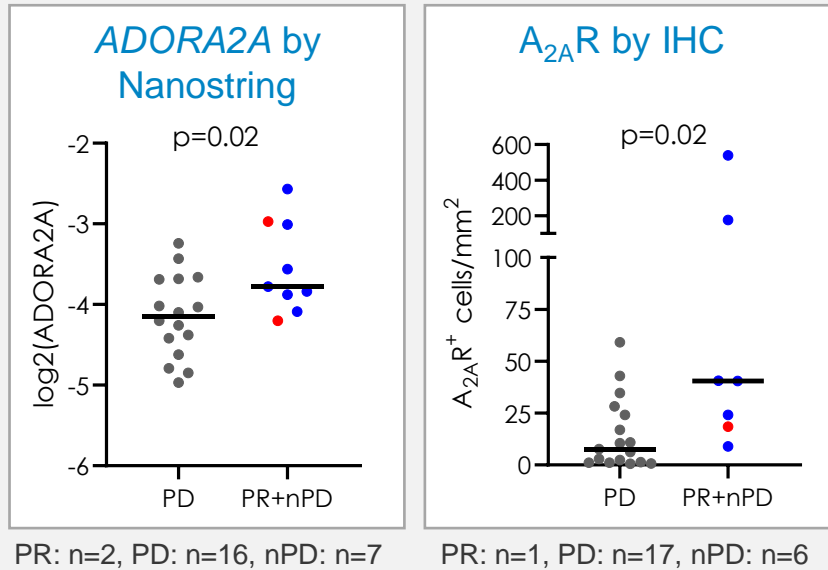 ADORA2A by
Nanostring
p=0.02
-2
-3
-4
-5
-6
log2(ADORA2A)
PD
PR+nPD
PR: n=2, PD: n=16, nPD: n=7
A2AR by IHC
p=0.02
600
400
200
100
75
50
25
0
A2AR+ cells/mm2
PD
PR+nPD
PR: n=1, PD: n=17, nPD: n=6